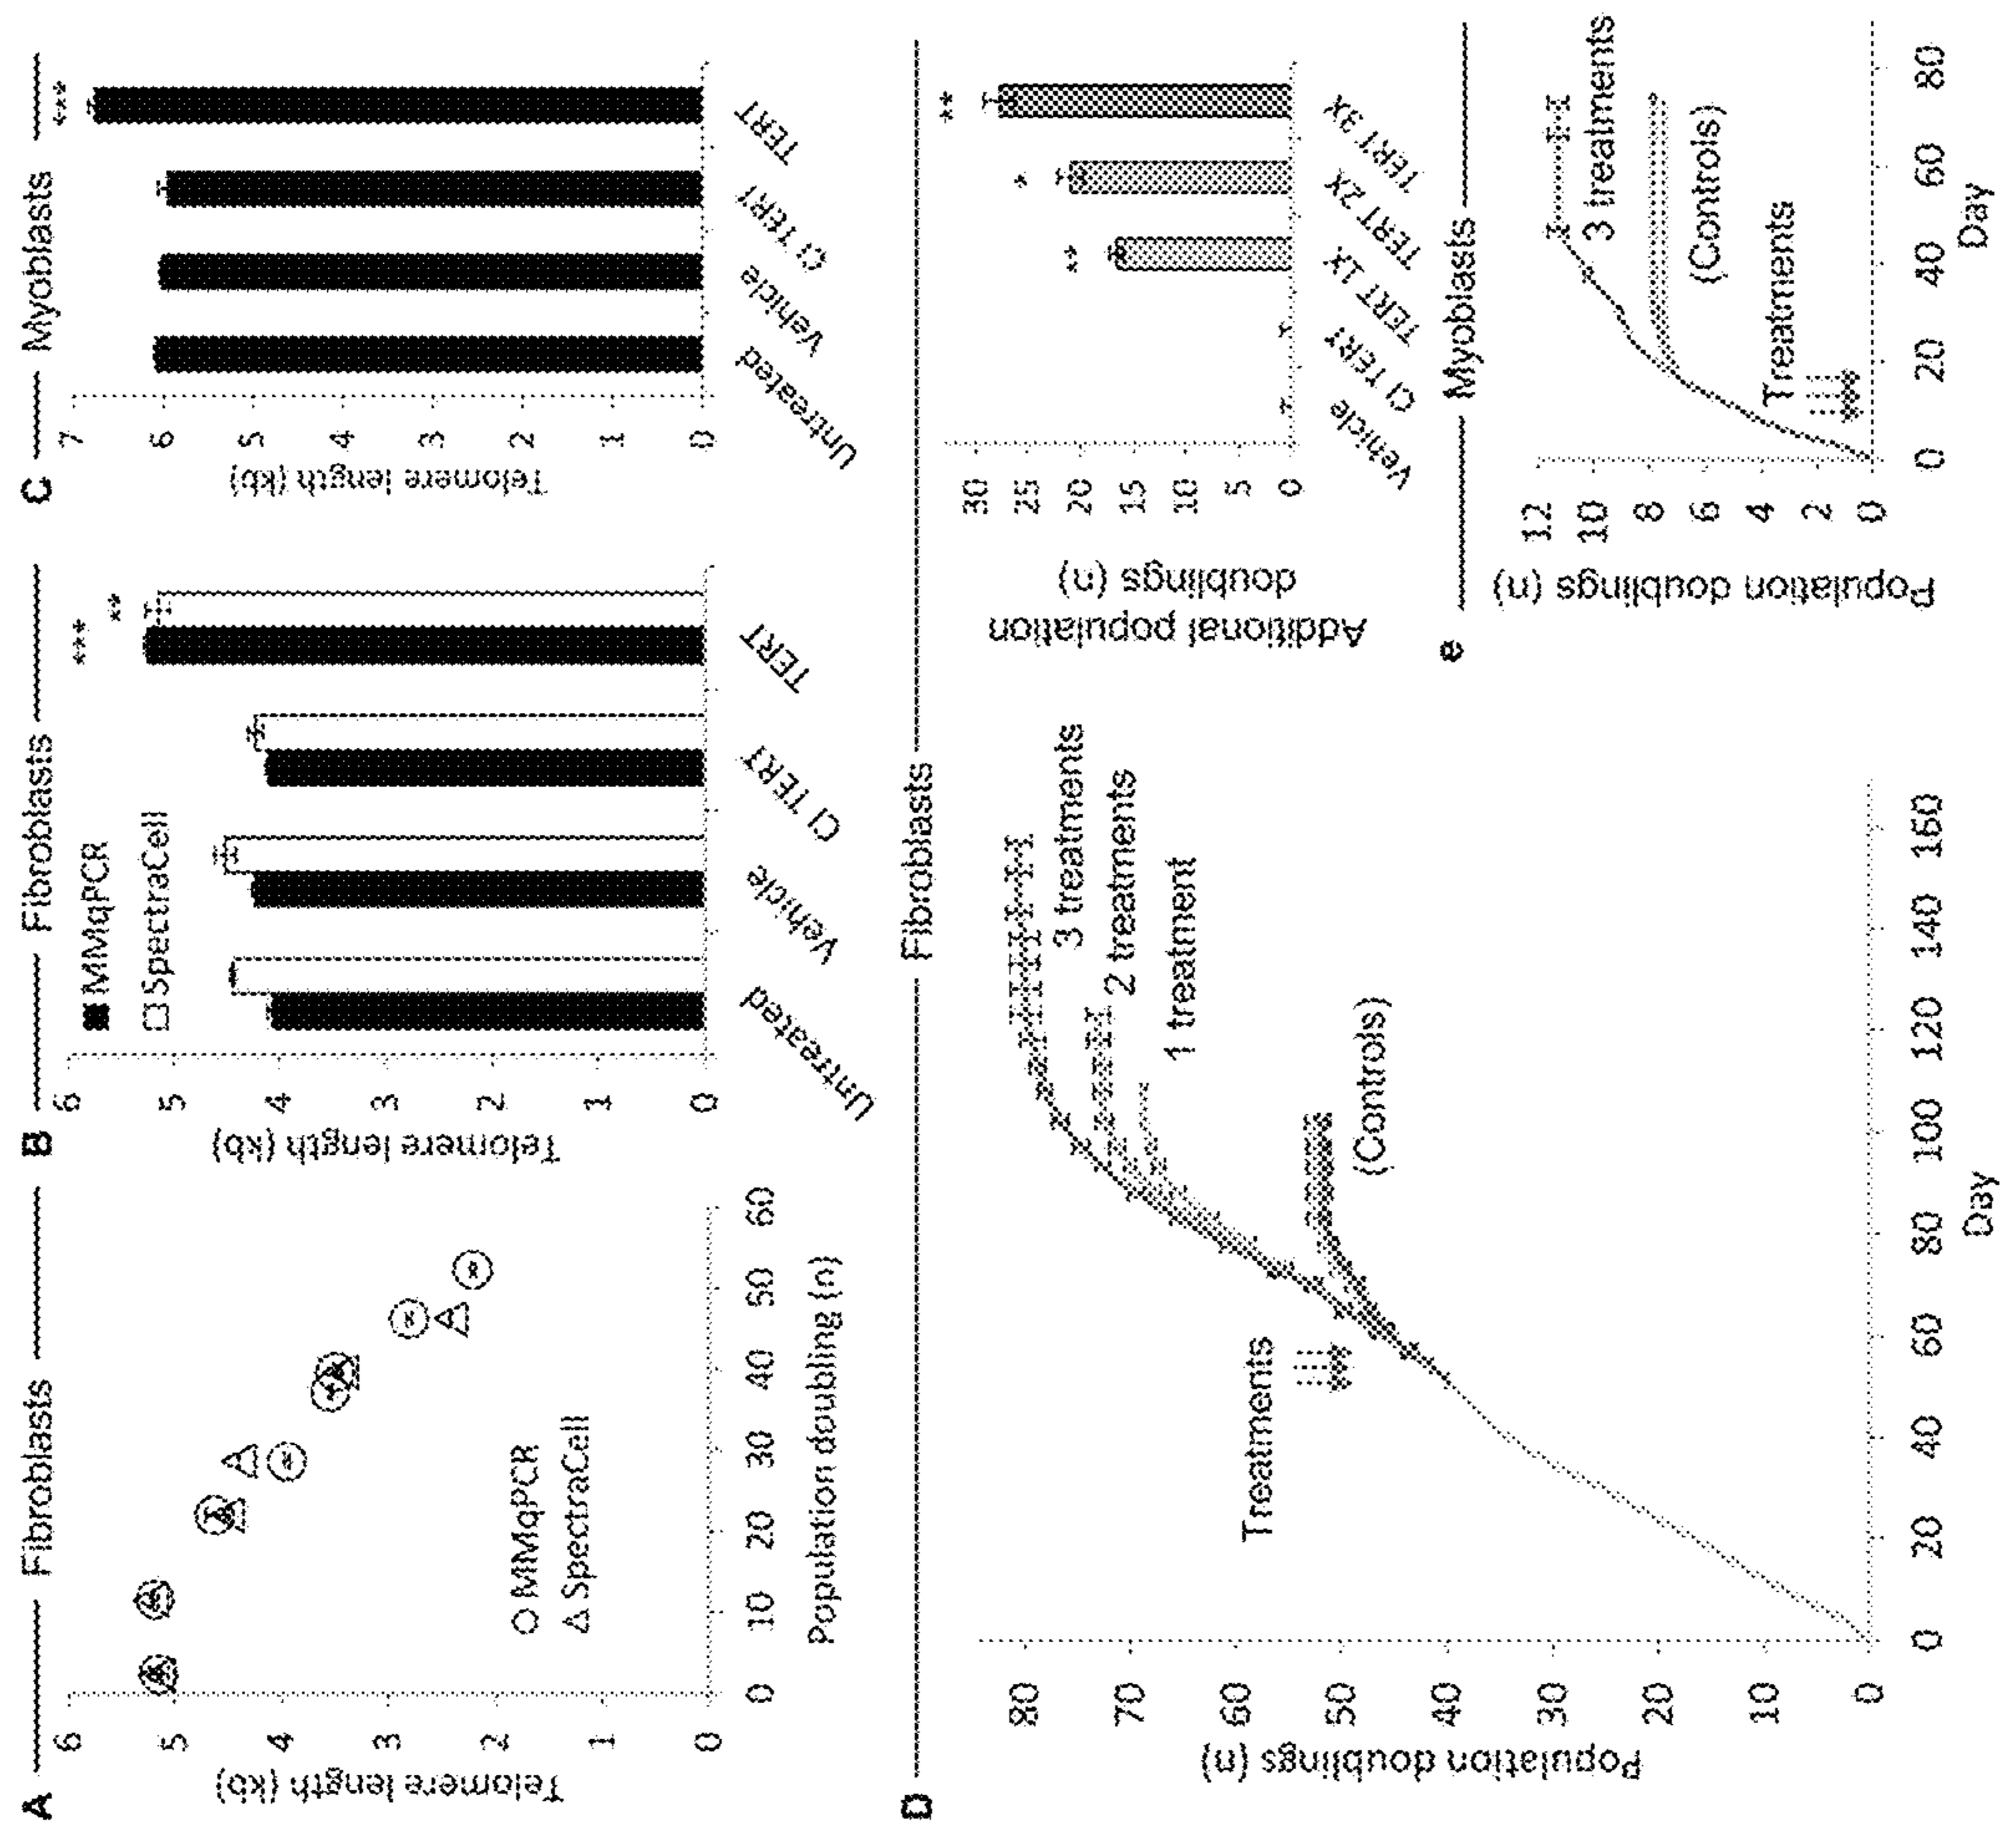 A
Fibroblasts
Telomere length (kb)
6
5
4
3
2
1
0
0 10 20 30 40 50 60
Population doubling (n)
○ MMqPCR
△ SpectraCell
B
Fibroblasts
■ MMqPCR
□ SpectraCell
Telomere length (kb)
6
5
4
3
2
1
0
*** **
Untreated
Vehicle
CI TERT
TERT
C
Myoblasts
Telomere length (kb)
7
6
5
4
3
2
1
0
***
Untreated
Vehicle
CI TERT
TERT
D
Fibroblasts
Population doublings (n)
80
70
60
50
40
30
20
10
0
0 20 40 60 80 100 120 140 160
Day
Treatments
3 treatments
2 treatments
1 treatment
(Controls)
Additional population
doublings (n)
30
25
20
15
10
5
0
** * **
Vehicle
CI TERT
TERT 1X
TERT 2X
TERT 3X
e
Myoblasts
Population doublings (n)
12
10
8
6
4
2
0
0 20 40 60 80
Day
3 treatments
(Controls)
Treatments